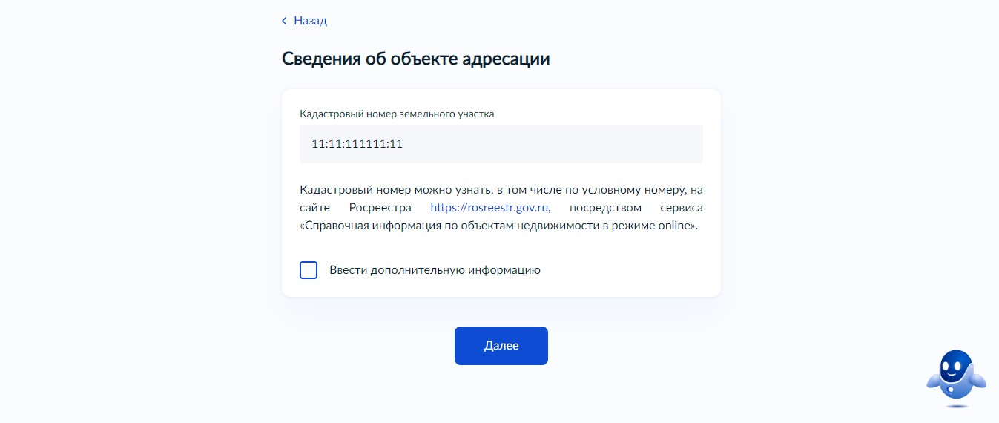 Назад
Сведения об объекте адресации
Кадастровый номер земельного участка
11:11:111111:11
Кадастровый номер можно узнать, в том числе по условному номеру, на
сайте Росреестра https://rosreestr.gov.ru, посредством сервиса
«Справочная информация по объектам недвижимости в режиме online».
Ввести дополнительную информацию
Далее